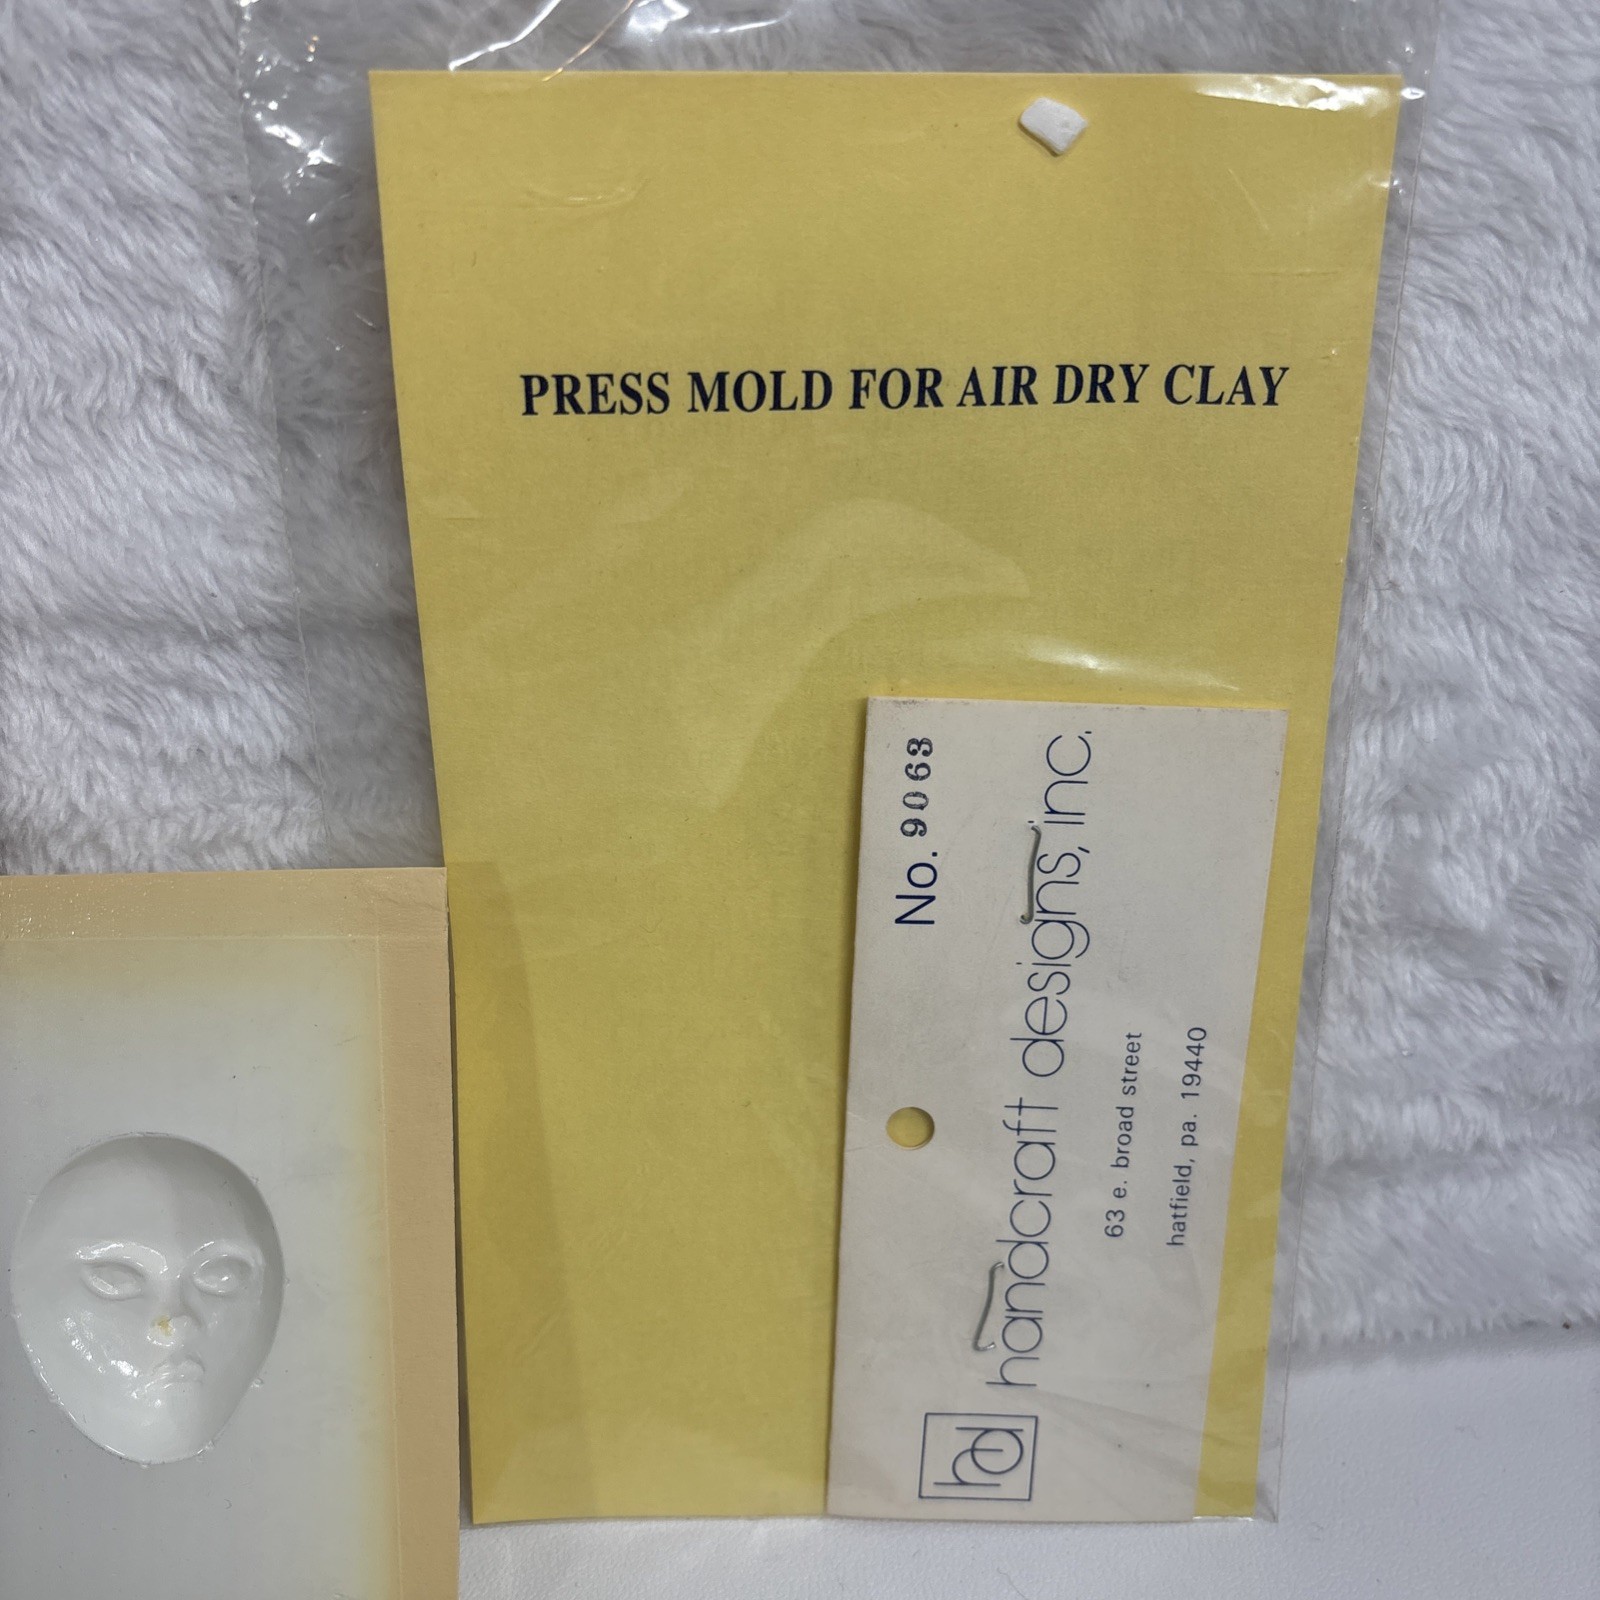 PRESS MOLD FOR AIR DRY CLAY
No. 9063
hd handcraft designs, inc.
63 e. broad street
hatfield, pa. 19440